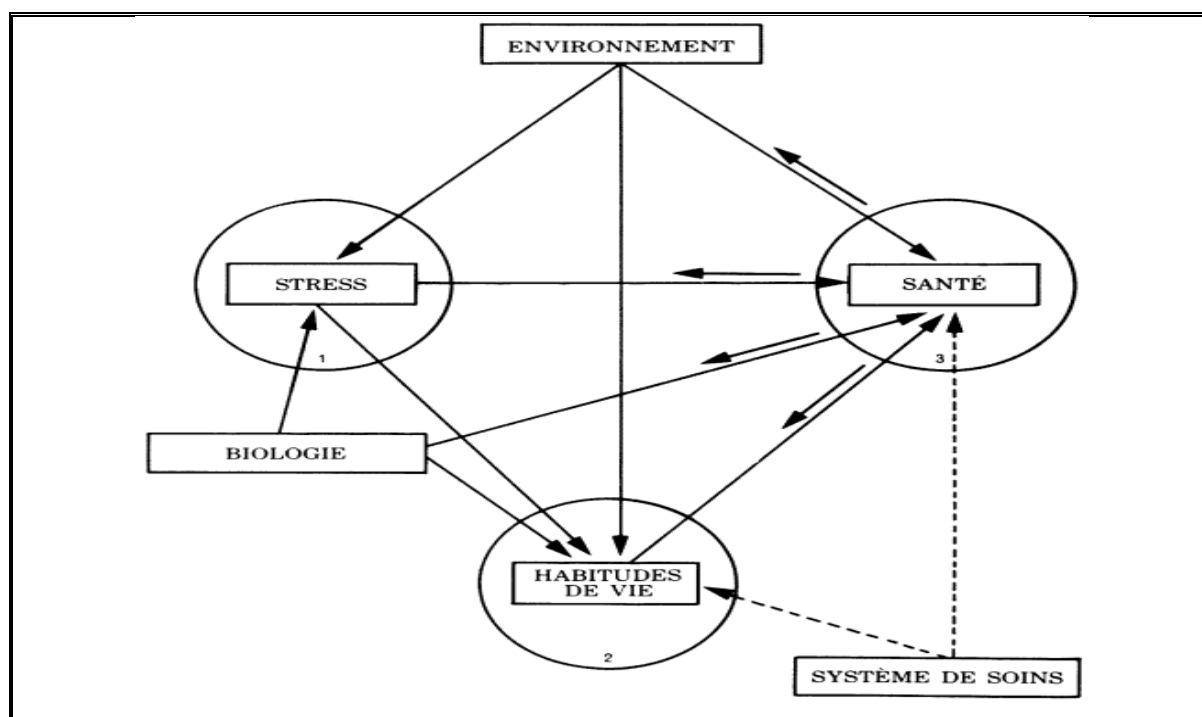 ENVIRONNEMENT
STRESS
SANTÉ
1
3
BIOLOGIE
HABITUDES
DE VIE
2
SYSTÈME DE SOINS